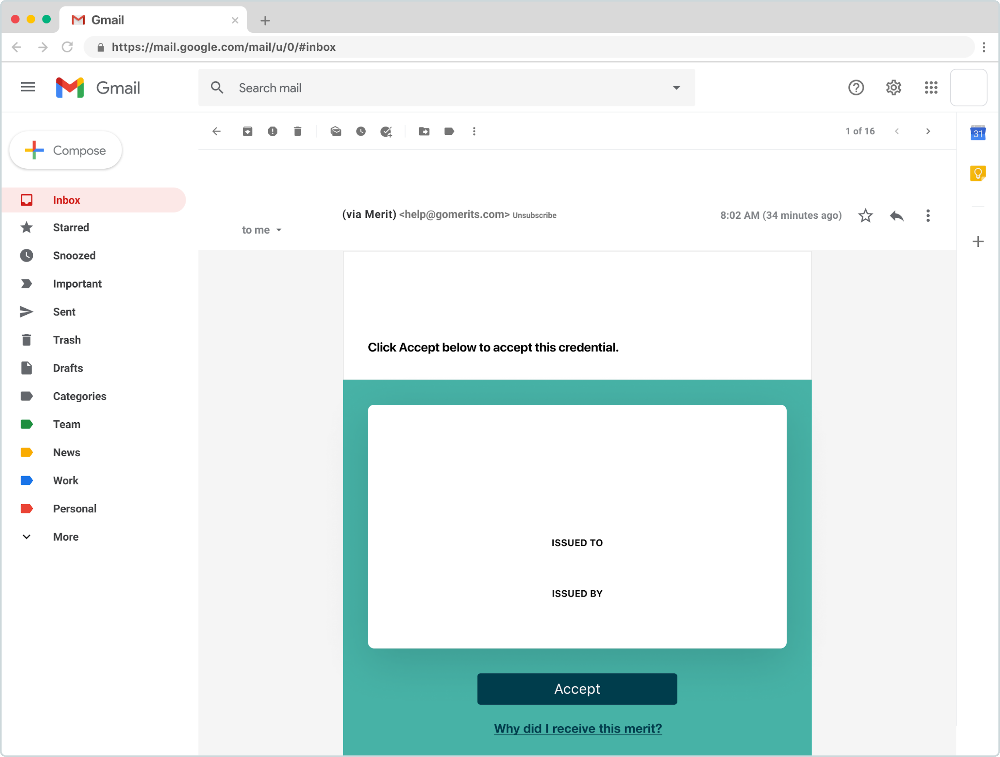 Gmail
https://mail.google.com/mail/u/0/#inbox
Gmail
Search mail
1 of 16
31
Compose
Inbox
Starred
Snoozed
Important
Sent
Trash
Drafts
Categories
Team
News
Work
Personal
More
(via Merit) <help@gomerits.com> Unsubscribe
8:02 AM (34 minutes ago)
to me
Click Accept below to accept this credential.
ISSUED TO
ISSUED BY
Accept
Why did I receive this merit?